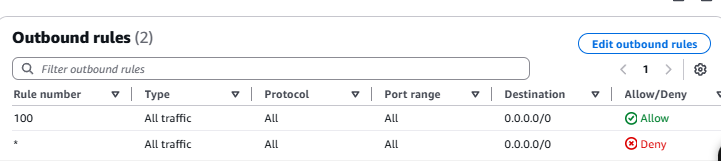 Outbound rules (2)
Edit outbound rules
Filter outbound rules
1
Rule number Type Protocol Port range Destination Allow/Deny
100 All traffic All All 0.0.0.0/0 Allow
* All traffic All All 0.0.0.0/0 Deny